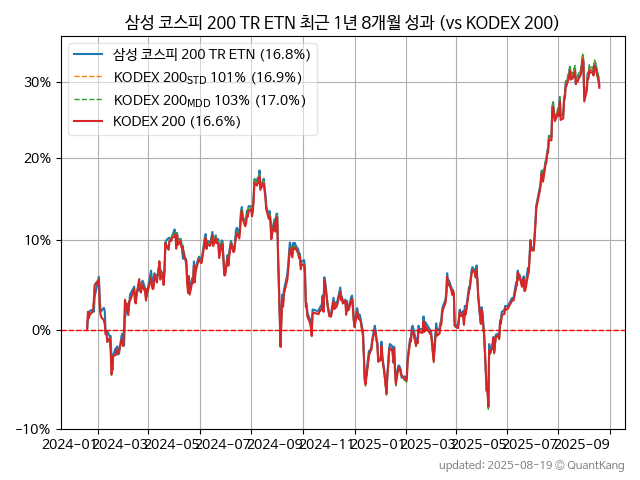 삼성 코스피 200 TR ETN 최근 1년 8개월 성과 (vs KODEX 200)
삼성 코스피 200 TR ETN (16.8%)
KODEX 200STD 101% (16.9%)
KODEX 200MDD 103% (17.0%)
KODEX 200 (16.6%)
30%
20%
10%
0%
−10%
2024-01 2024-03 2024-05 2024-07 2024-09 2024-11 2025-01 2025-03 2025-05 2025-07 2025-09
updated: 2025-08-19 © QuantKang